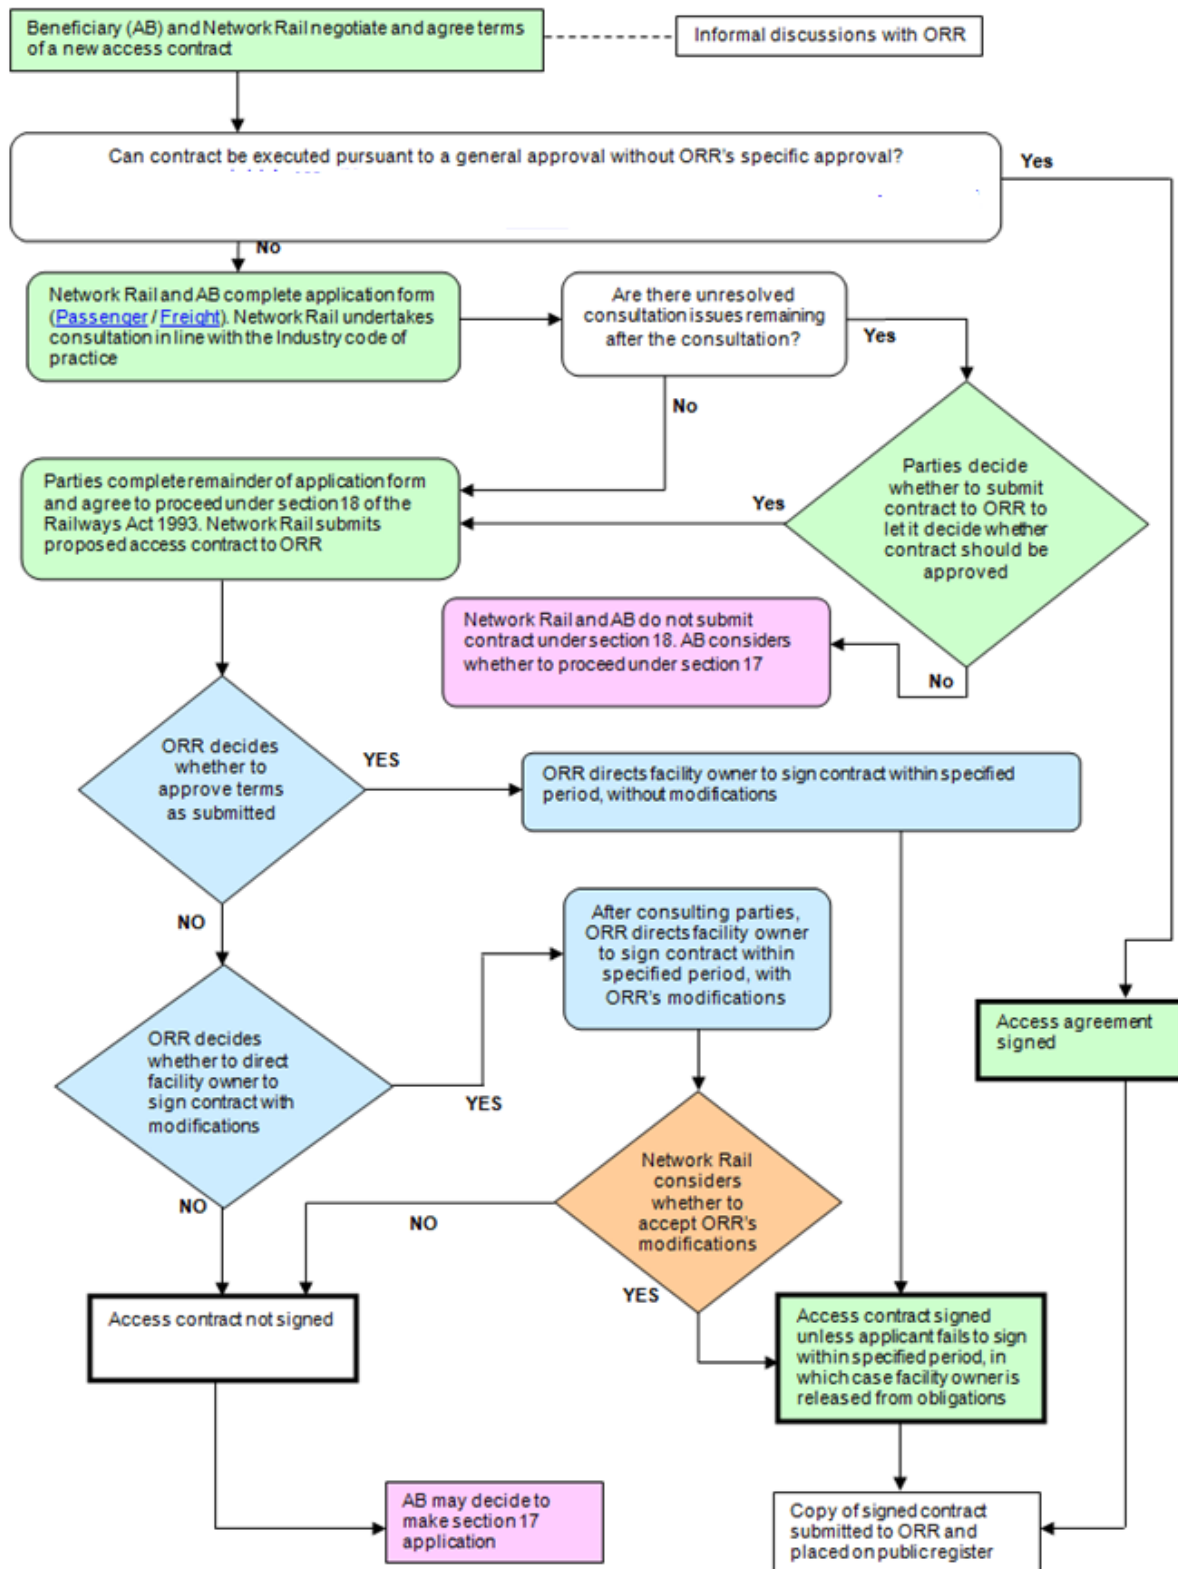 Beneficiary (AB) and Network Rail negotiate and agree terms
of a new access contract
Informal discussions with ORR
Can contract be executed pursuant to a general approval without ORR's specific approval?
Yes
No
Network Rail and AB complete application form
(Passenger / Freight). Network Rail undertakes
consultation in line with the Industry code of
practice
Are there unresolved
consultation issues remaining
after the consultation?
Yes
No
Parties decide
whether to submit
contract to ORR to
let it decide whether
contract should be
approved
Yes
Parties complete remainder of application form
and agree to proceed under section 18 of the
Railways Act 1993. Network Rail submits
proposed access contract to ORR
Network Rail and AB do not submit
contract under section 18. AB considers
whether to proceed under section 17
No
ORR decides
whether to
approve terms
as submitted
YES
ORR directs facility owner to sign contract within specified
period, without modifications
NO
After consulting parties,
ORR directs facility owner
to sign contract within
specified period, with
ORR's modifications
Access agreement
signed
ORR decides
whether to direct
facility owner to
sign contract with
modifications
YES
Network Rail
considers
whether to
accept ORR's
modifications
NO
NO
YES
Access contract not signed
Access contract signed
unless applicant fails to sign
within specified period, in
which case facility owner is
released from obligations
AB may decide to
make section 17
application
Copy of signed contract
submitted to ORR and
placed on public register